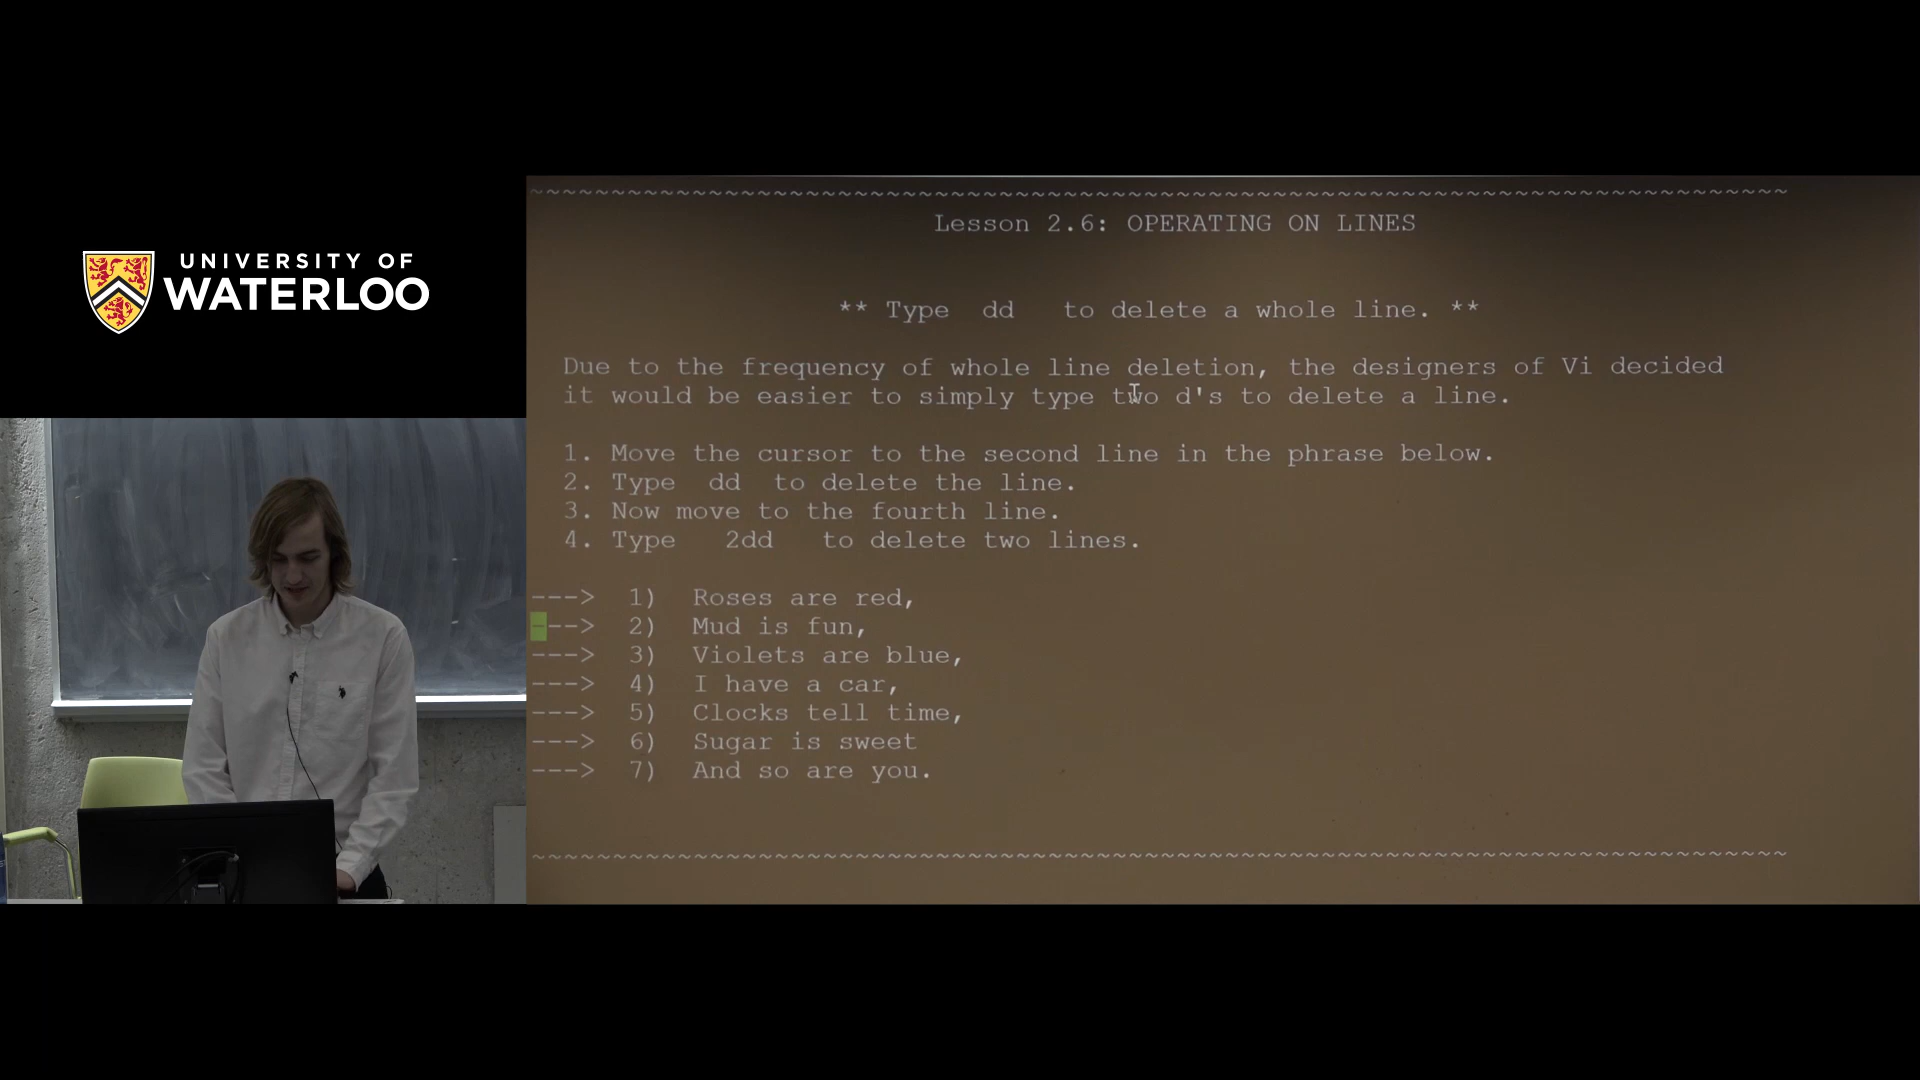 UNIVERSITY OF
WATERLOO
~~~~~~~~~~~~~~~~~~~~~~~~~~~~~~~~~~~~~~~~~~~~~~~~~~~~~~~~~~~~~~~~~~~~~~~~~~~~~~
Lesson 2.6: OPERATING ON LINES
** Type dd to delete a whole line. **
Due to the frequency of whole line deletion, the designers of Vi decided
it would be easier to simply type two d's to delete a line.
1. Move the cursor to the second line in the phrase below.
2. Type dd to delete the line.
3. Now move to the fourth line.
4. Type 2dd to delete two lines.
---> 1) Roses are red,
---> 2) Mud is fun,
---> 3) Violets are blue,
---> 4) I have a car,
---> 5) Clocks tell time,
---> 6) Sugar is sweet
---> 7) And so are you.
~~~~~~~~~~~~~~~~~~~~~~~~~~~~~~~~~~~~~~~~~~~~~~~~~~~~~~~~~~~~~~~~~~~~~~~~~~~~~~